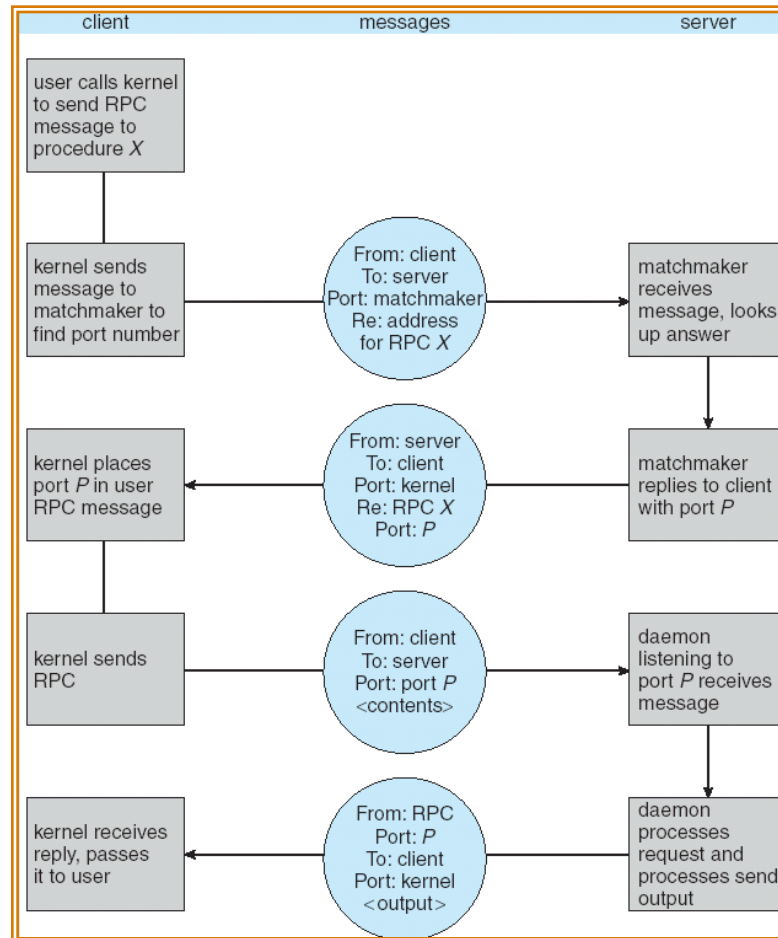 client
messages
server
user calls kernel
to send RPC
message to
procedure X
kernel sends
message to
matchmaker to
find port number
From: client
To: server
Port: matchmaker
Re: address
for RPC X
matchmaker
receives
message, looks
up answer
kernel places
port P in user
RPC message
From: server
To: client
Port: kernel
Re: RPC X
Port: P
matchmaker
replies to client
with port P
kernel sends
RPC
From: client
To: server
Port: port P
<contents>
daemon
listening to
port P receives
message
kernel receives
reply, passes
it to user
From: RPC
Port: P
To: client
Port: kernel
<output>
daemon
processes
request and
processes send
output